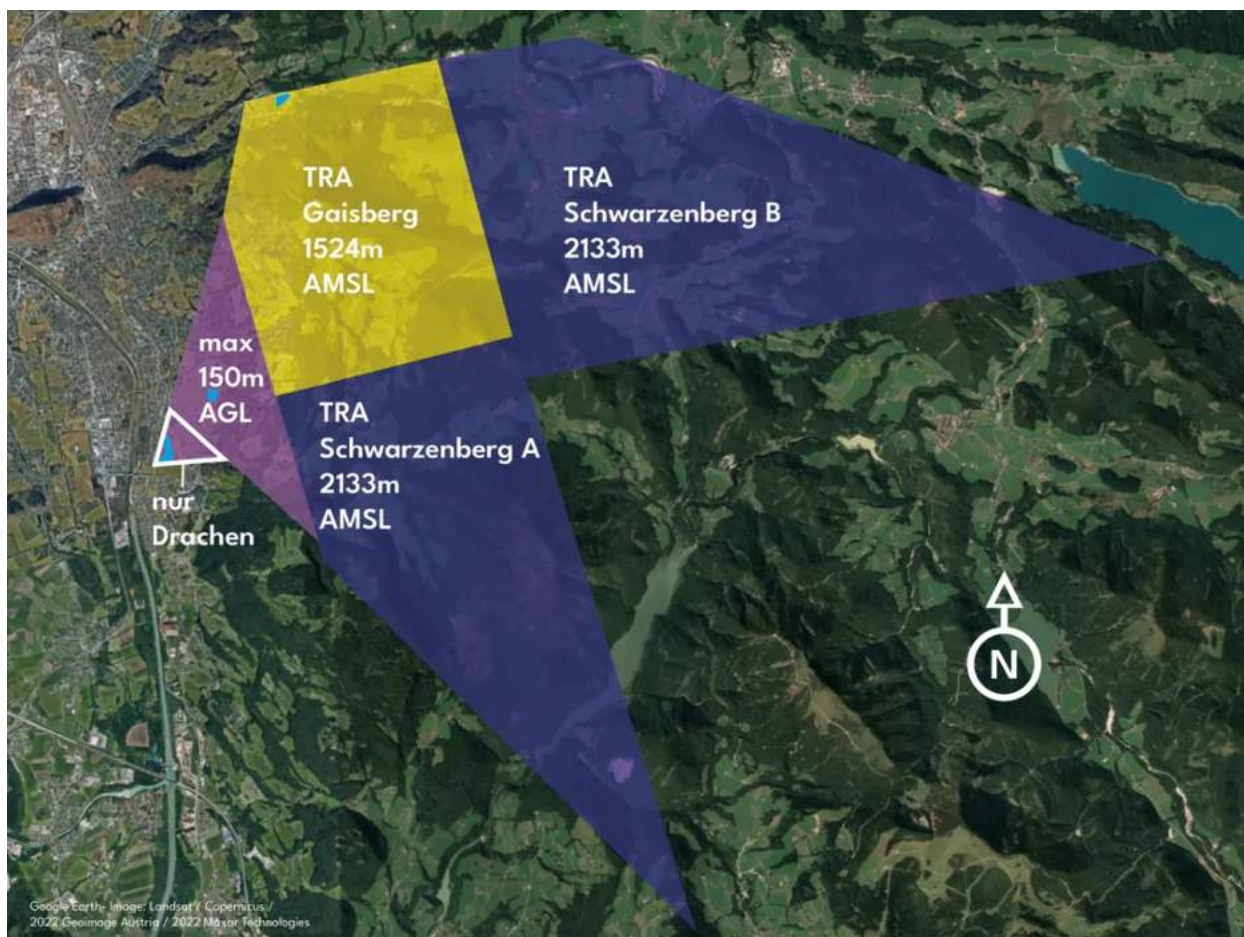 TRA
Gaisberg
1524m
AMSL
TRA
Schwarzenberg B
2133m
AMSL
max
150m
AGL
TRA
Schwarzenberg A
2133m
AMSL
nur
Drachen
N
Google Earth- Image: Landsat / Copernicus /
2022 Geoimage Austria / 2022 Maxar Technologies